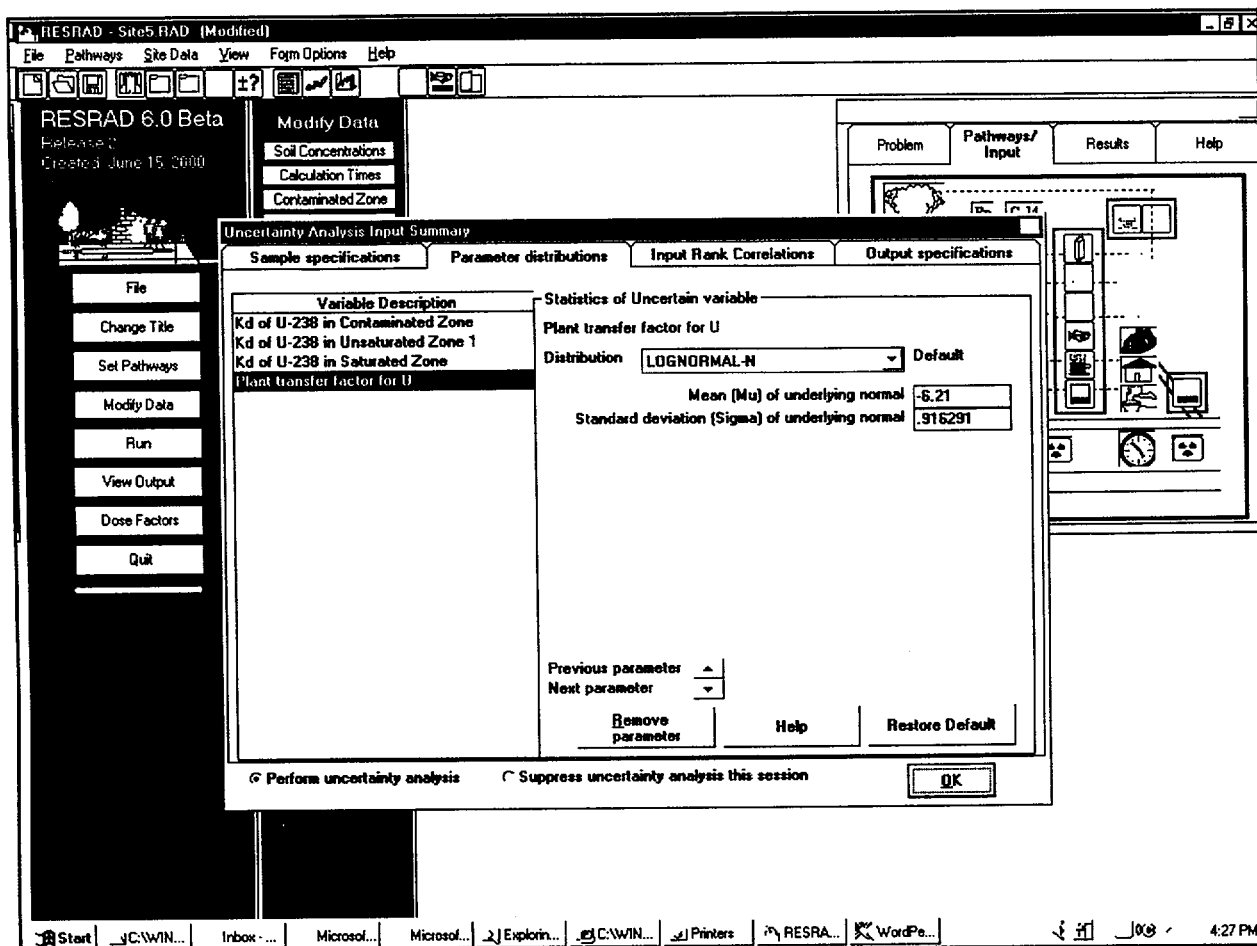 RESRAD - Site5.RAD (Modified)
File Pathways Site Data View Form Options Help
±?
RESRAD 6.0 Beta
Release 2
Created: June 15, 2000
File
Change Title
Set Pathways
Modify Data
Run
View Output
Dose Factors
Quit
Modify Data
Soil Concentrations
Calculation Times
Contaminated Zone
Problem
Pathways/
Input
Results
Help
Uncertainty Analysis Input Summary
Sample specifications
Parameter distributions
Input Rank Correlations
Output specifications
Variable Description
Kd of U-238 in Contaminated Zone
Kd of U-238 in Unsaturated Zone 1
Kd of U-238 in Saturated Zone
Plant transfer factor for U
Statistics of Uncertain variable
Plant transfer factor for U
Distribution LOGNORMAL-N Default
Mean (Mu) of underlying normal -6.21
Standard deviation (Sigma) of underlying normal .916291
Previous parameter
Next parameter
Remove
parameter
Help
Restore Default
Perform uncertainty analysis
Suppress uncertainty analysis this session
OK
Start C:\WIN... Inbox - ... Microsof... Microsof... Explorin... C:\WIN... Printers RESRA... WordPe... 4:27 PM